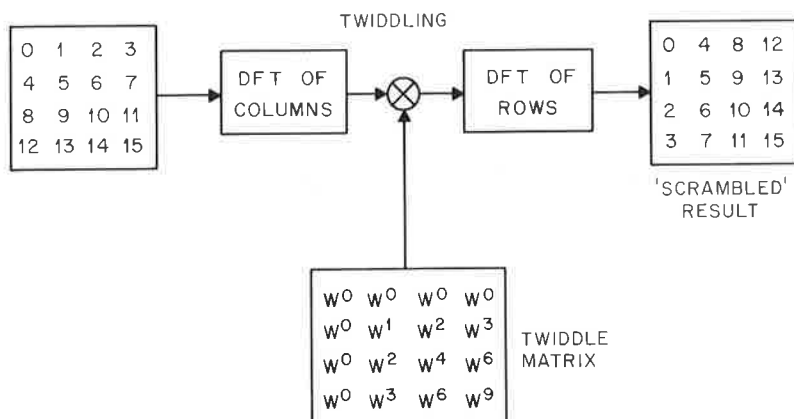 TWIDDLING
0 1 2 3
4 5 6 7
8 9 10 11
12 13 14 15
DFT OF
COLUMNS
DFT OF
ROWS
0 4 8 12
1 5 9 13
2 6 10 14
3 7 11 15
'SCRAMBLED'
RESULT
W⁰ W⁰ W⁰ W⁰
W⁰ W¹ W² W³
W⁰ W² W⁴ W⁶
W⁰ W³ W⁶ W⁹
TWIDDLE
MATRIX